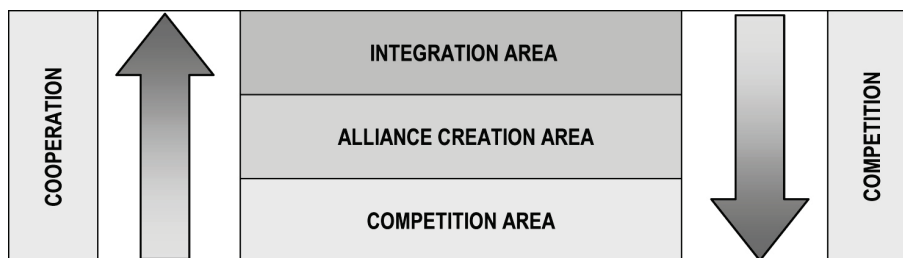 COOPERATION
INTEGRATION AREA
ALLIANCE CREATION AREA
COMPETITION AREA
COMPETITION